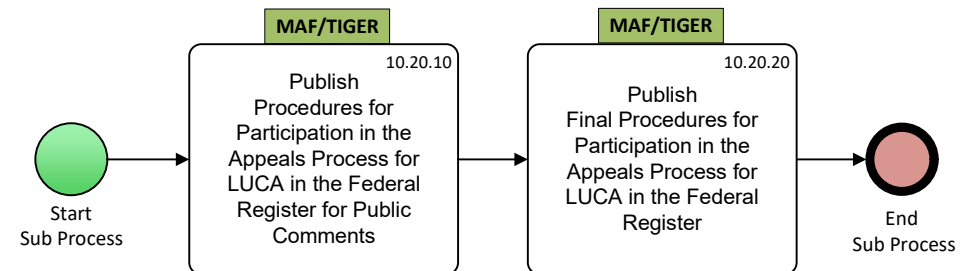 MAF/TIGER
10.20.10
Publish
Procedures for
Participation in the
Appeals Process for
LUCA in the Federal
Register for Public
Comments
MAF/TIGER
10.20.20
Publish
Final Procedures for
Participation in the
Appeals Process for
LUCA in the Federal
Register
Start
Sub Process
End
Sub Process